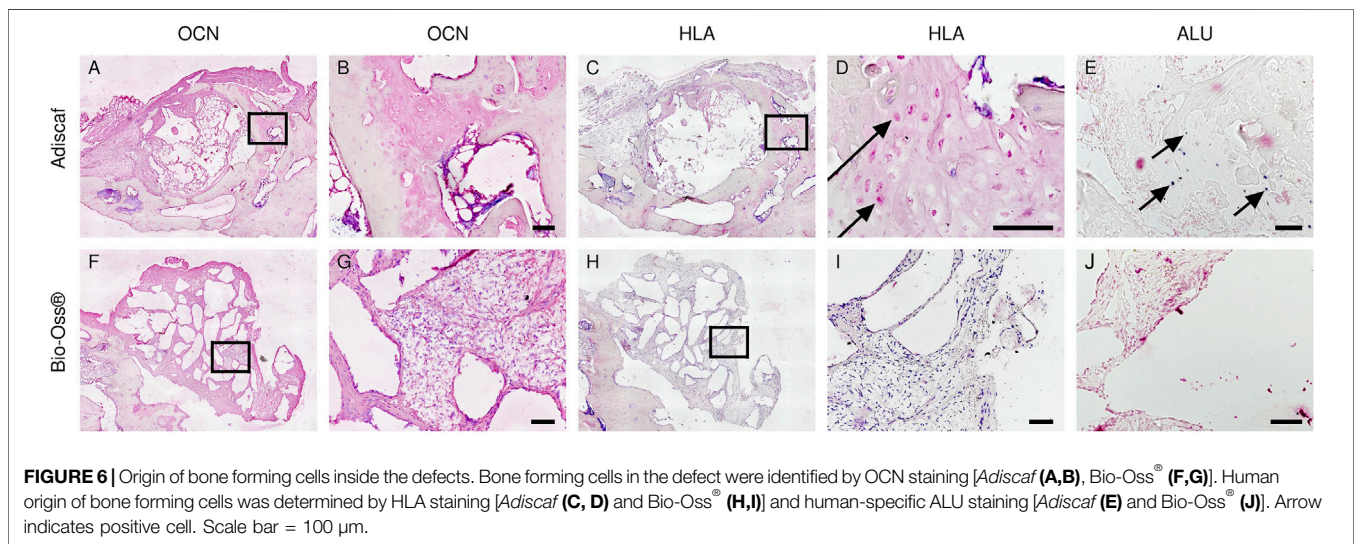 OCN OCN HLA HLA ALU
Adiscaf
A B C D E
Bio-Oss®
F G H I J
FIGURE 6 | Origin of bone forming cells inside the defects. Bone forming cells in the defect were identified by OCN staining [Adiscaf (A,B), Bio-Oss® (F,G)]. Human
origin of bone forming cells was determined by HLA staining [Adiscaf (C, D) and Bio-Oss® (H,I)] and human-specific ALU staining [Adiscaf (E) and Bio-Oss® (J)]. Arrow
indicates positive cell. Scale bar = 100 µm.